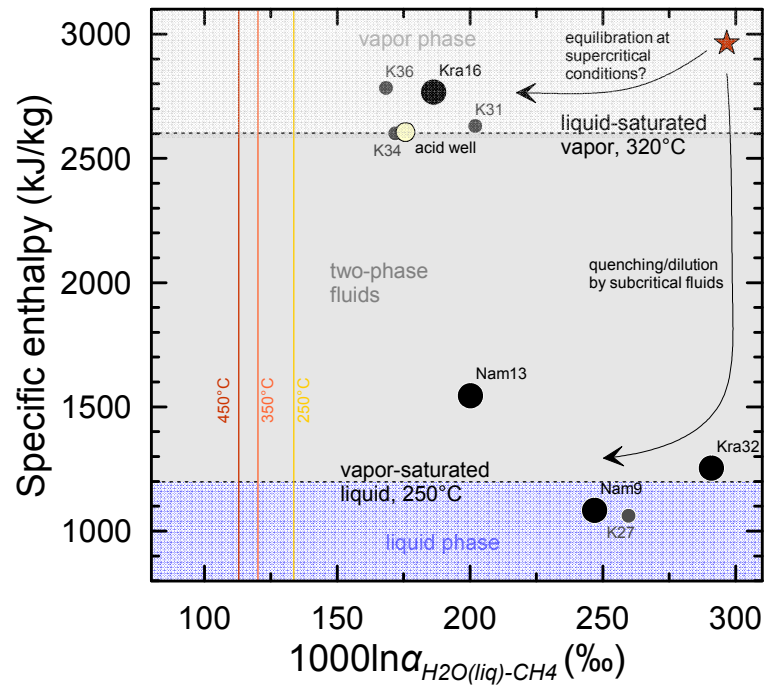 3000
2500
2000
1500
1000
Specific enthalpy (kJ/kg)
vapor phase
equilibration at
supercritical
conditions?
K36
Kra16
K31
K34
acid well
liquid-saturated
vapor, 320°C
two-phase
fluids
quenching/dilution
by subcritical fluids
450°C
350°C
250°C
Nam13
Kra32
vapor-saturated
liquid, 250°C
Nam9
K27
liquid phase
100
150
200
250
300
1000lnαH2O(liq)-CH4 (‰)